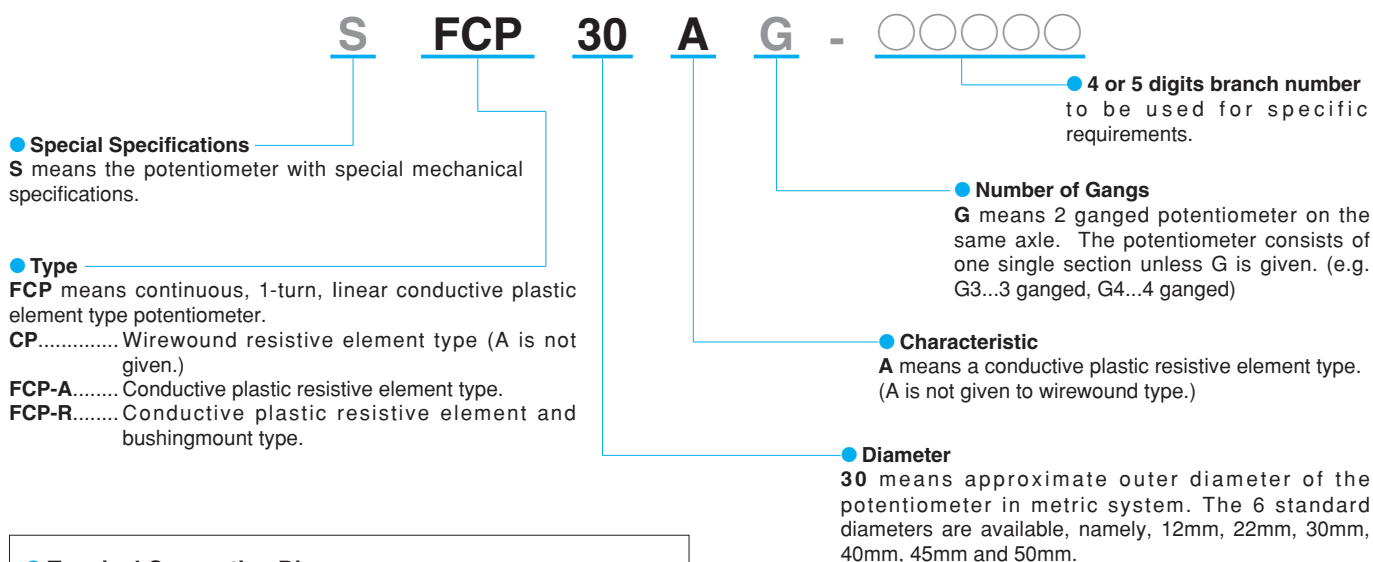 S FCP 30 A G - ○○○○○
● 4 or 5 digits branch number
to be used for specific
requirements.
● Special Specifications
S means the potentiometer with special mechanical
specifications.
● Number of Gangs
G means 2 ganged potentiometer on the
same axle. The potentiometer consists of
one single section unless G is given. (e.g.
G3...3 ganged, G4...4 ganged)
● Type
FCP means continuous, 1-turn, linear conductive plastic
element type potentiometer.
CP.............. Wirewound resistive element type (A is not
given.)
FCP-A........ Conductive plastic resistive element type.
FCP-R........ Conductive plastic resistive element and
bushingmount type.
● Characteristic
A means a conductive plastic resistive element type.
(A is not given to wirewound type.)
● Diameter
30 means approximate outer diameter of the
potentiometer in metric system. The 6 standard
diameters are available, namely, 12mm, 22mm, 30mm,
40mm, 45mm and 50mm.